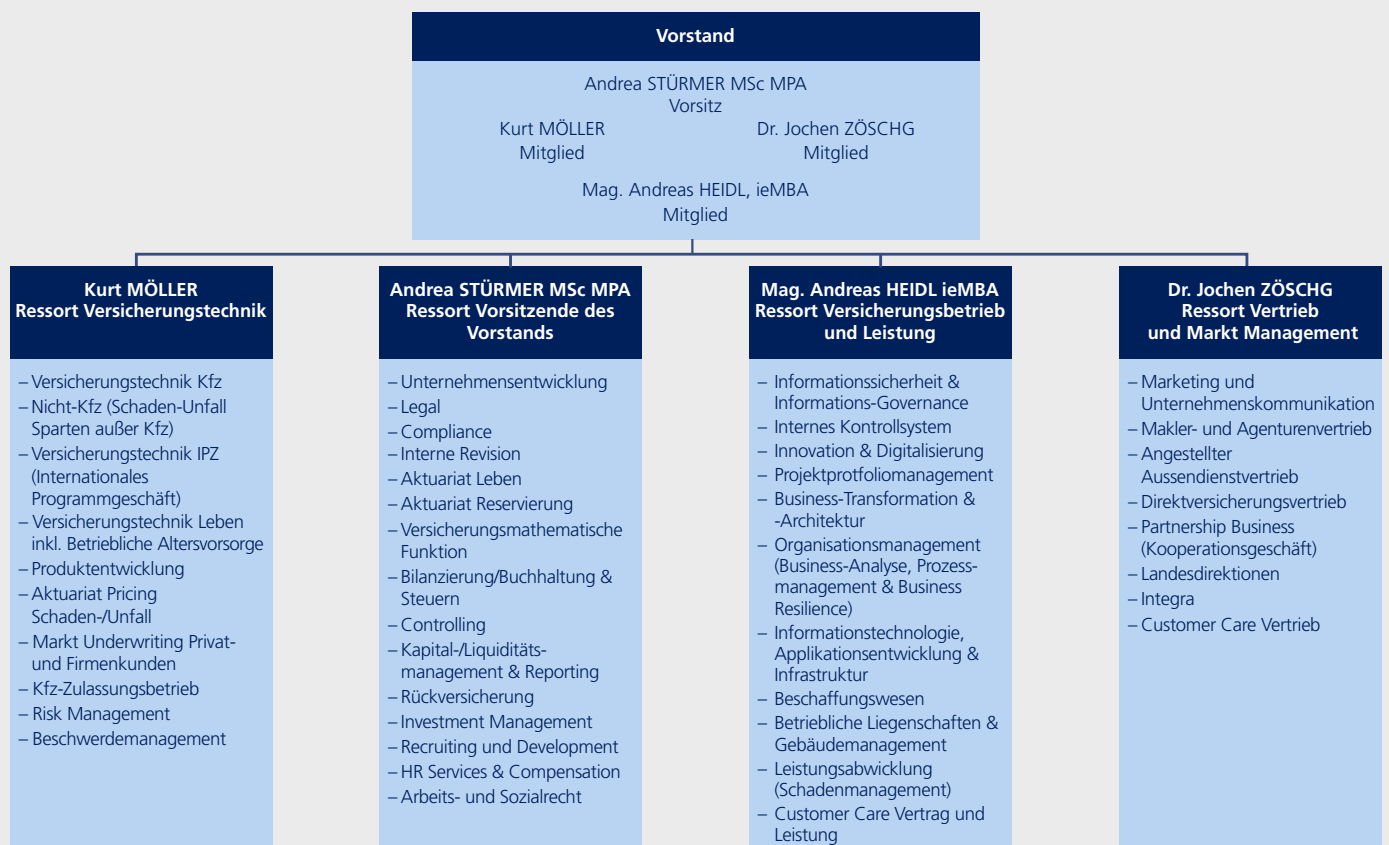 Vorstand
Andrea STÜRMER MSc MPA
Vorsitz
Kurt MÖLLER
Mitglied
Dr. Jochen ZÖSCHG
Mitglied
Mag. Andreas HEIDL, ieMBA
Mitglied
Kurt MÖLLER
Ressort Versicherungstechnik
– Versicherungstechnik Kfz
– Nicht-Kfz (Schaden-Unfall
Sparten außer Kfz)
– Versicherungstechnik IPZ
(Internationales
Programmgeschäft)
– Versicherungstechnik Leben
inkl. Betriebliche Altersvorsorge
– Produktentwicklung
– Aktuariat Pricing
Schaden-/Unfall
– Markt Underwriting Privat-
und Firmenkunden
– Kfz-Zulassungsbetrieb
– Risk Management
– Beschwerdemanagement
Andrea STÜRMER MSc MPA
Ressort Vorsitzende des
Vorstands
– Unternehmensentwicklung
– Legal
– Compliance
– Interne Revision
– Aktuariat Leben
– Aktuariat Reservierung
– Versicherungsmathematische
Funktion
– Bilanzierung/Buchhaltung &
Steuern
– Controlling
– Kapital-/Liquiditäts-
management & Reporting
– Rückversicherung
– Investment Management
– Recruiting und Development
– HR Services & Compensation
– Arbeits- und Sozialrecht
Mag. Andreas HEIDL ieMBA
Ressort Versicherungsbetrieb
und Leistung
– Informationssicherheit &
Informations-Governance
– Internes Kontrollsystem
– Innovation & Digitalisierung
– Projektprotfoliomanagement
– Business-Transformation &
-Architektur
– Organisationsmanagement
(Business-Analyse, Prozess-
management & Business
Resilience)
– Informationstechnologie,
Applikationsentwicklung &
Infrastruktur
– Beschaffungswesen
– Betriebliche Liegenschaften &
Gebäudemanagement
– Leistungsabwicklung
(Schadenmanagement)
– Customer Care Vertrag und
Leistung
Dr. Jochen ZÖSCHG
Ressort Vertrieb
und Markt Management
– Marketing und
Unternehmenskommunikation
– Makler- und Agenturenvertrieb
– Angestellter
Aussendienstvertrieb
– Direktversicherungsvertrieb
– Partnership Business
(Kooperationsgeschäft)
– Landesdirektionen
– Integra
– Customer Care Vertrieb